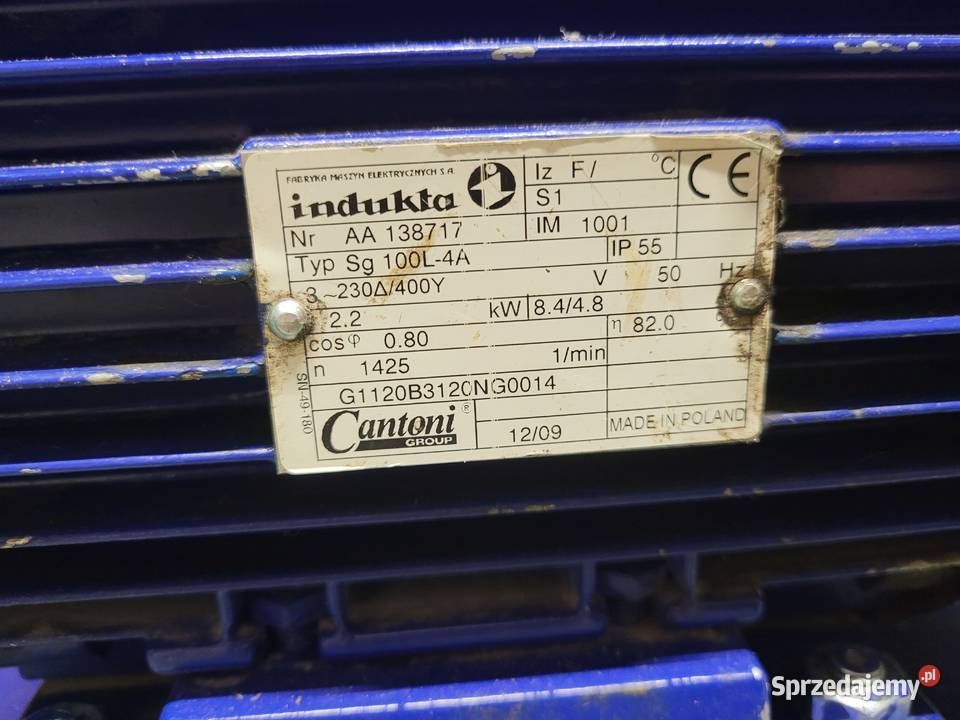 FABRYKA MASZYN ELEKTRYCZNYCH S.A.
indukta
Iz F/ °C
CE
S1
Nr AA 138717
IM 1001
Typ Sg 100L-4A
IP 55
3 ~230Δ/400Y V 50 Hz
2.2 kW 8.4/4.8
cosφ 0.80
η 82.0
n 1425 1/min
G1120B3120NG0014
SN-49-180
Cantoni ®
GROUP
12/09
MADE IN POLAND
Sprzedajemy.pl